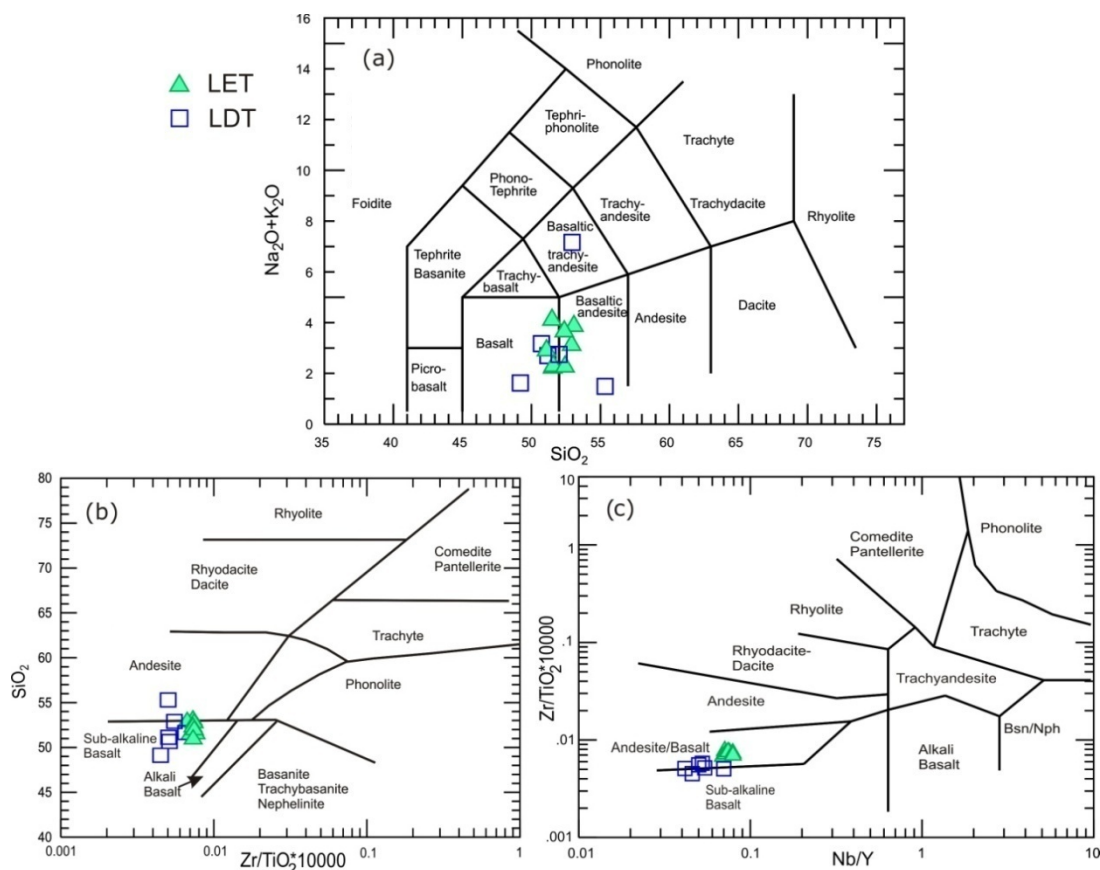 LET
LDT
(a)
16
14
12
10
8
6
4
2
0
Na2O+K2O
35
40
45
50
55
60
65
70
75
SiO2
Phonolite
Tephri-
phonolite
Trachyte
Phono-
Tephrite
Foidite
Trachy-
andesite
Trachydacite
Rhyolite
Basaltic
trachy-
andesite
Tephrite
Basanite
Trachy-
basalt
Basaltic
andesite
Andesite
Dacite
Basalt
Picro-
basalt
(b)
80
75
70
65
60
55
50
45
40
SiO2
0.001
0.01
0.1
1
Zr/TiO2*10000
Rhyolite
Rhyodacite
Dacite
Comedite
Pantellerite
Trachyte
Andesite
Phonolite
Sub-alkaline
Basalt
Alkali
Basalt
Basanite
Trachybasanite
Nephelinite
(c)
10
1
.1
.01
.001
Zr/TiO2*10000
0.01
0.1
1
10
Nb/Y
Comedite
Pantellerite
Phonolite
Rhyolite
Rhyodacite-
Dacite
Trachyte
Andesite
Trachyandesite
Bsn/Nph
Andesite/Basalt
Alkali
Basalt
Sub-alkaline
Basalt